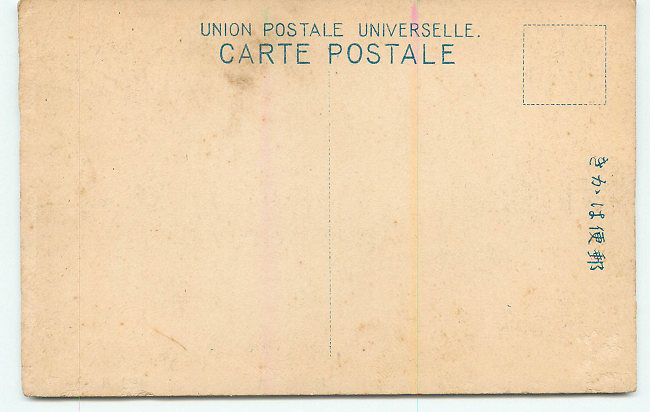 UNION POSTALE UNIVERSELLE.
CARTE POSTALE
きかは便郵